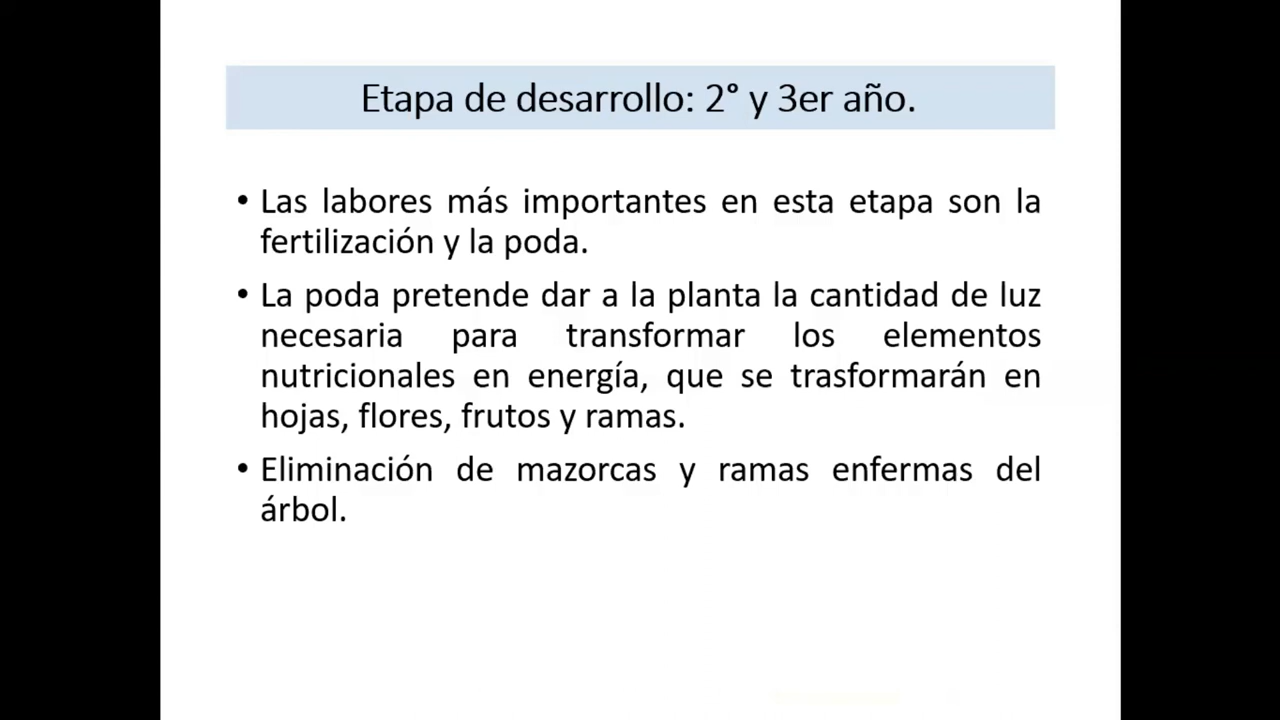 Etapa de desarrollo: 2° y 3er año.
• Las labores más importantes en esta etapa son la
fertilización y la poda.
• La poda pretende dar a la planta la cantidad de luz
necesaria para transformar los elementos
nutricionales en energía, que se trasformarán en
hojas, flores, frutos y ramas.
• Eliminación de mazorcas y ramas enfermas del
árbol.